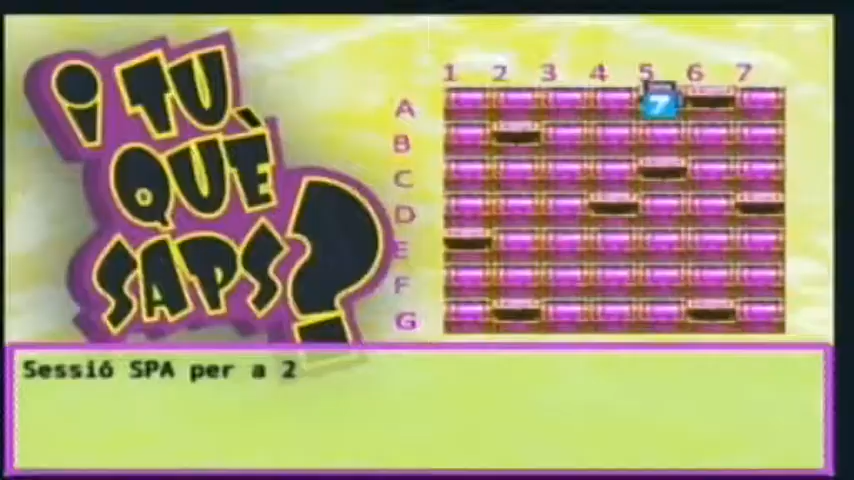 ¡ TU
QUÈ
SAPS?
1 2 3 4 5 6 7
A
7
B
C
D
E
F
G
Sessió SPA per a 2